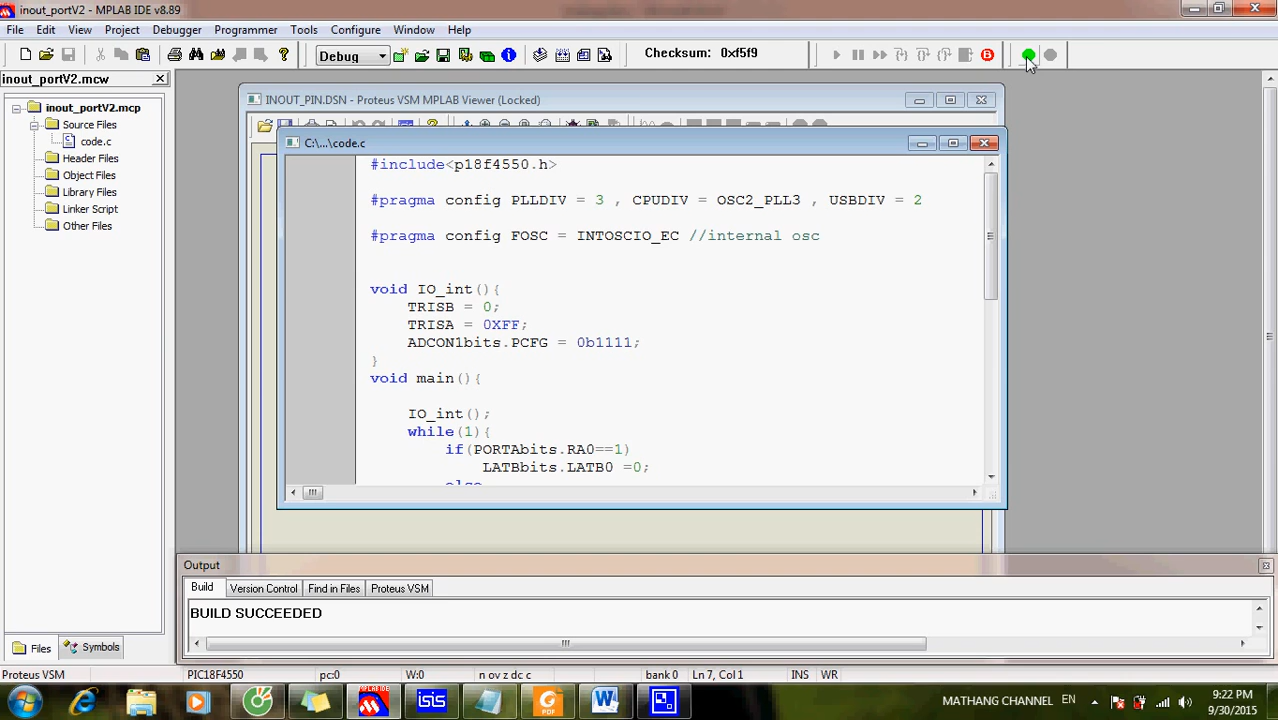 inout_portV2 - MPLAB IDE v8.89
File Edit View Project Debugger Programmer Tools Configure Window Help
Debug
Checksum: 0xf5f9
inout_portV2.mcw
inout_portV2.mcp
Source Files
code.c
Header Files
Object Files
Library Files
Linker Script
Other Files
Files
Symbols
INOUT_PIN.DSN - Proteus VSM MPLAB Viewer (Locked)
C:\...\code.c
#include<p18f4550.h>
#pragma config PLLDIV = 3 , CPUDIV = OSC2_PLL3 , USBDIV = 2
#pragma config FOSC = INTOSCIO_EC //internal osc
void IO_int(){
TRISB = 0;
TRISA = 0XFF;
ADCON1bits.PCFG = 0b1111;
}
void main(){
IO_int();
while(1){
if(PORTAbits.RA0==1)
LATBbits.LATB0 =0;
else
Output
Build Version Control Find in Files Proteus VSM
BUILD SUCCEEDED
Proteus VSM PIC18F4550 pc:0 W:0 n ov z dc c bank 0 Ln 7, Col 1 INS WR
MATHANG CHANNEL EN
9:22 PM
9/30/2015